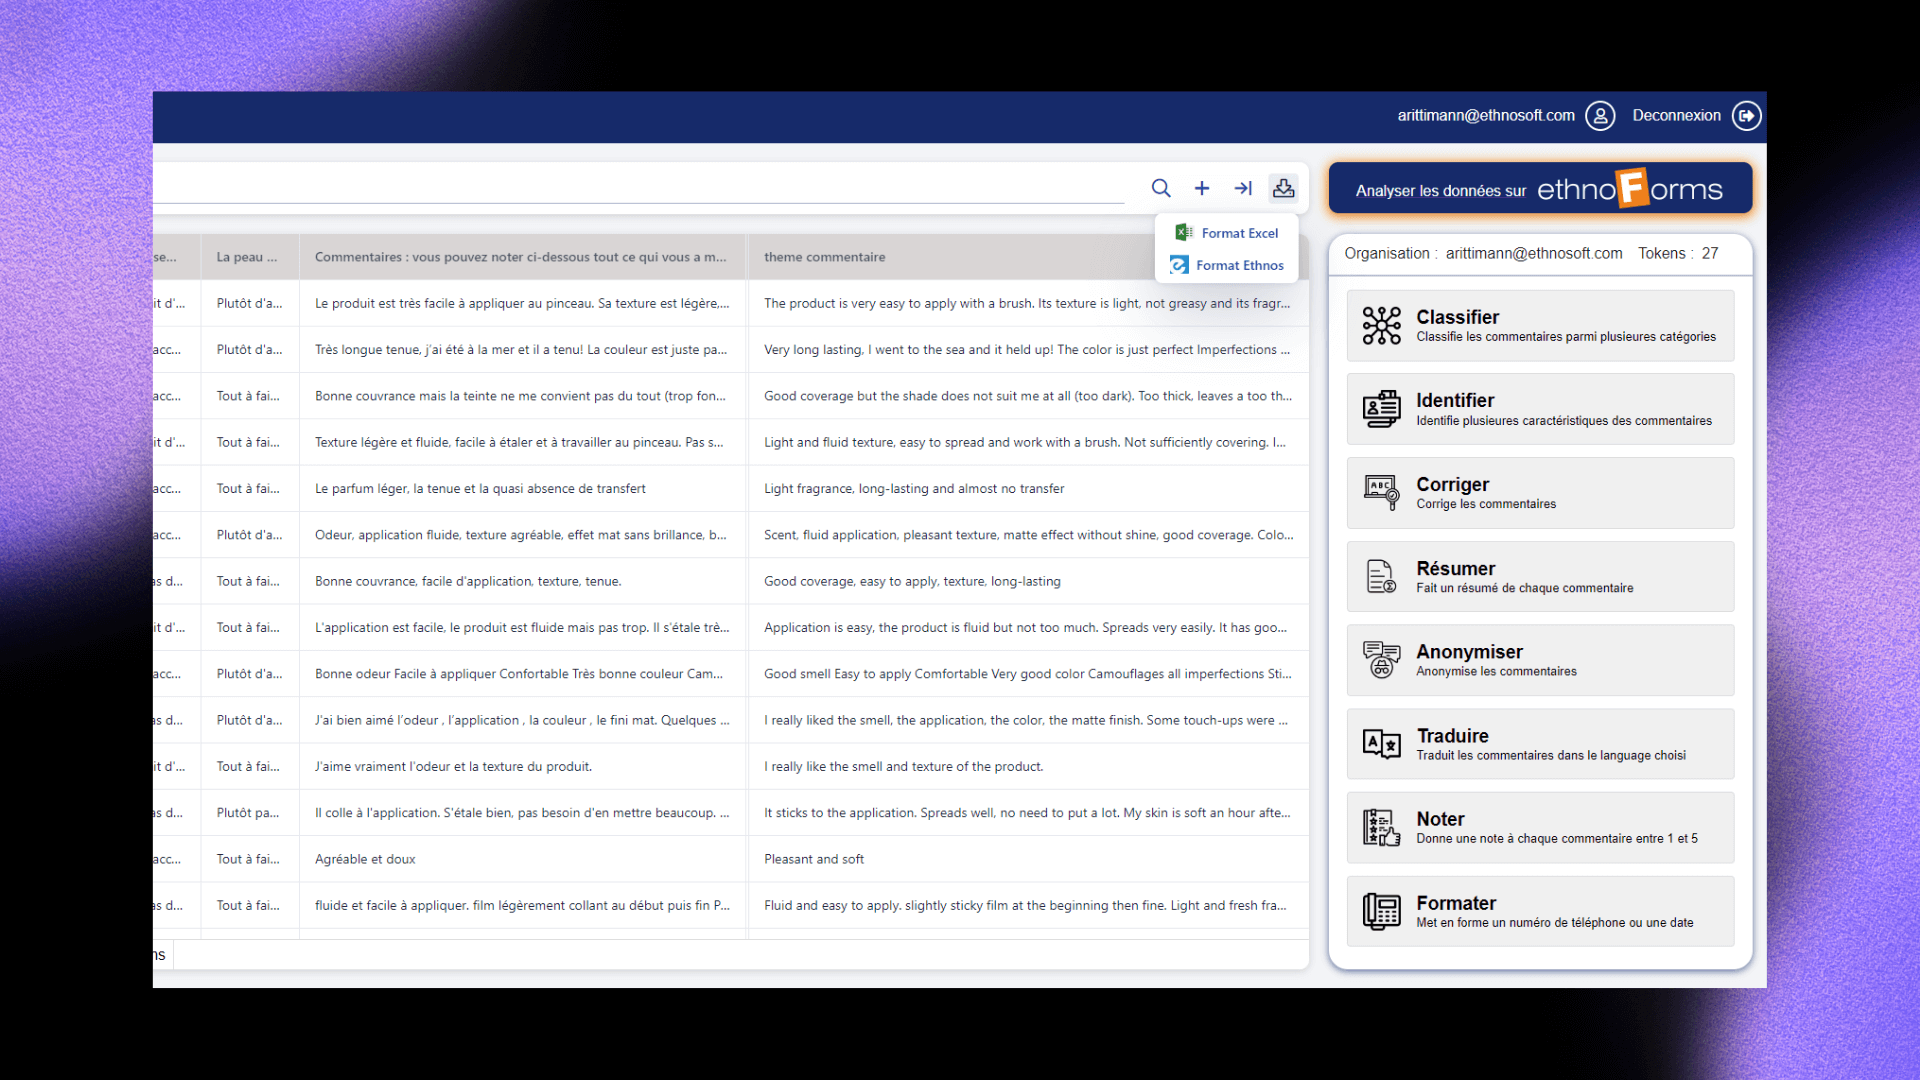 arittimann@ethnosoft.com Deconnexion
Analyser les données sur ethnoForms
Format Excel
Format Ethnos
Organisation : arittimann@ethnosoft.com Tokens : 27
se... La peau ... Commentaires : vous pouvez noter ci-dessous tout ce qui vous a m... theme commentaire
it d'... Plutôt d'a... Le produit est très facile à appliquer au pinceau. Sa texture est légère,... The product is very easy to apply with a brush. Its texture is light, not greasy and its fragr...
acc... Plutôt d'a... Très longue tenue, j'ai été à la mer et il a tenu! La couleur est juste pa... Very long lasting, I went to the sea and it held up! The color is just perfect Imperfections ...
acc... Tout à fai... Bonne couvrance mais la teinte ne me convient pas du tout (trop fon... Good coverage but the shade does not suit me at all (too dark). Too thick, leaves a too th...
it d'... Tout à fai... Texture légère et fluide, facile à étaler et à travailler au pinceau. Pas s... Light and fluid texture, easy to spread and work with a brush. Not sufficiently covering. I...
acc... Tout à fai... Le parfum léger, la tenue et la quasi absence de transfert Light fragrance, long-lasting and almost no transfer
acc... Plutôt d'a... Odeur, application fluide, texture agréable, effet mat sans brillance, b... Scent, fluid application, pleasant texture, matte effect without shine, good coverage. Colo...
as d... Tout à fai... Bonne couvrance, facile d'application, texture, tenue. Good coverage, easy to apply, texture, long-lasting
it d'... Tout à fai... L'application est facile, le produit est fluide mais pas trop. Il s'étale trè... Application is easy, the product is fluid but not too much. Spreads very easily. It has goo...
acc... Plutôt d'a... Bonne odeur Facile à appliquer Confortable Très bonne couleur Cam... Good smell Easy to apply Comfortable Very good color Camouflages all imperfections Sti...
as d... Plutôt d'a... J'ai bien aimé l'odeur , l'application , la couleur , le fini mat. Quelques ... I really liked the smell, the application, the color, the matte finish. Some touch-ups were ...
it d'... Tout à fai... J'aime vraiment l'odeur et la texture du produit. I really like the smell and texture of the product.
as d... Plutôt pa... Il colle à l'application. S'étale bien, pas besoin d'en mettre beaucoup. ... It sticks to the application. Spreads well, no need to put a lot. My skin is soft an hour afte...
acc... Tout à fai... Agréable et doux Pleasant and soft
as d... Tout à fai... fluide et facile à appliquer. film légèrement collant au début puis fin P... Fluid and easy to apply. slightly sticky film at the beginning then fine. Light and fresh fra...
ns
Classifier
Classifie les commentaires parmi plusieures catégories
Identifier
Identifie plusieures caractéristiques des commentaires
ABC
Corriger
Corrige les commentaires
Résumer
Fait un résumé de chaque commentaire
Anonymiser
Anonymise les commentaires
A
Traduire
Traduit les commentaires dans le language choisi
Noter
Donne une note à chaque commentaire entre 1 et 5
Formater
Met en forme un numéro de téléphone ou une date